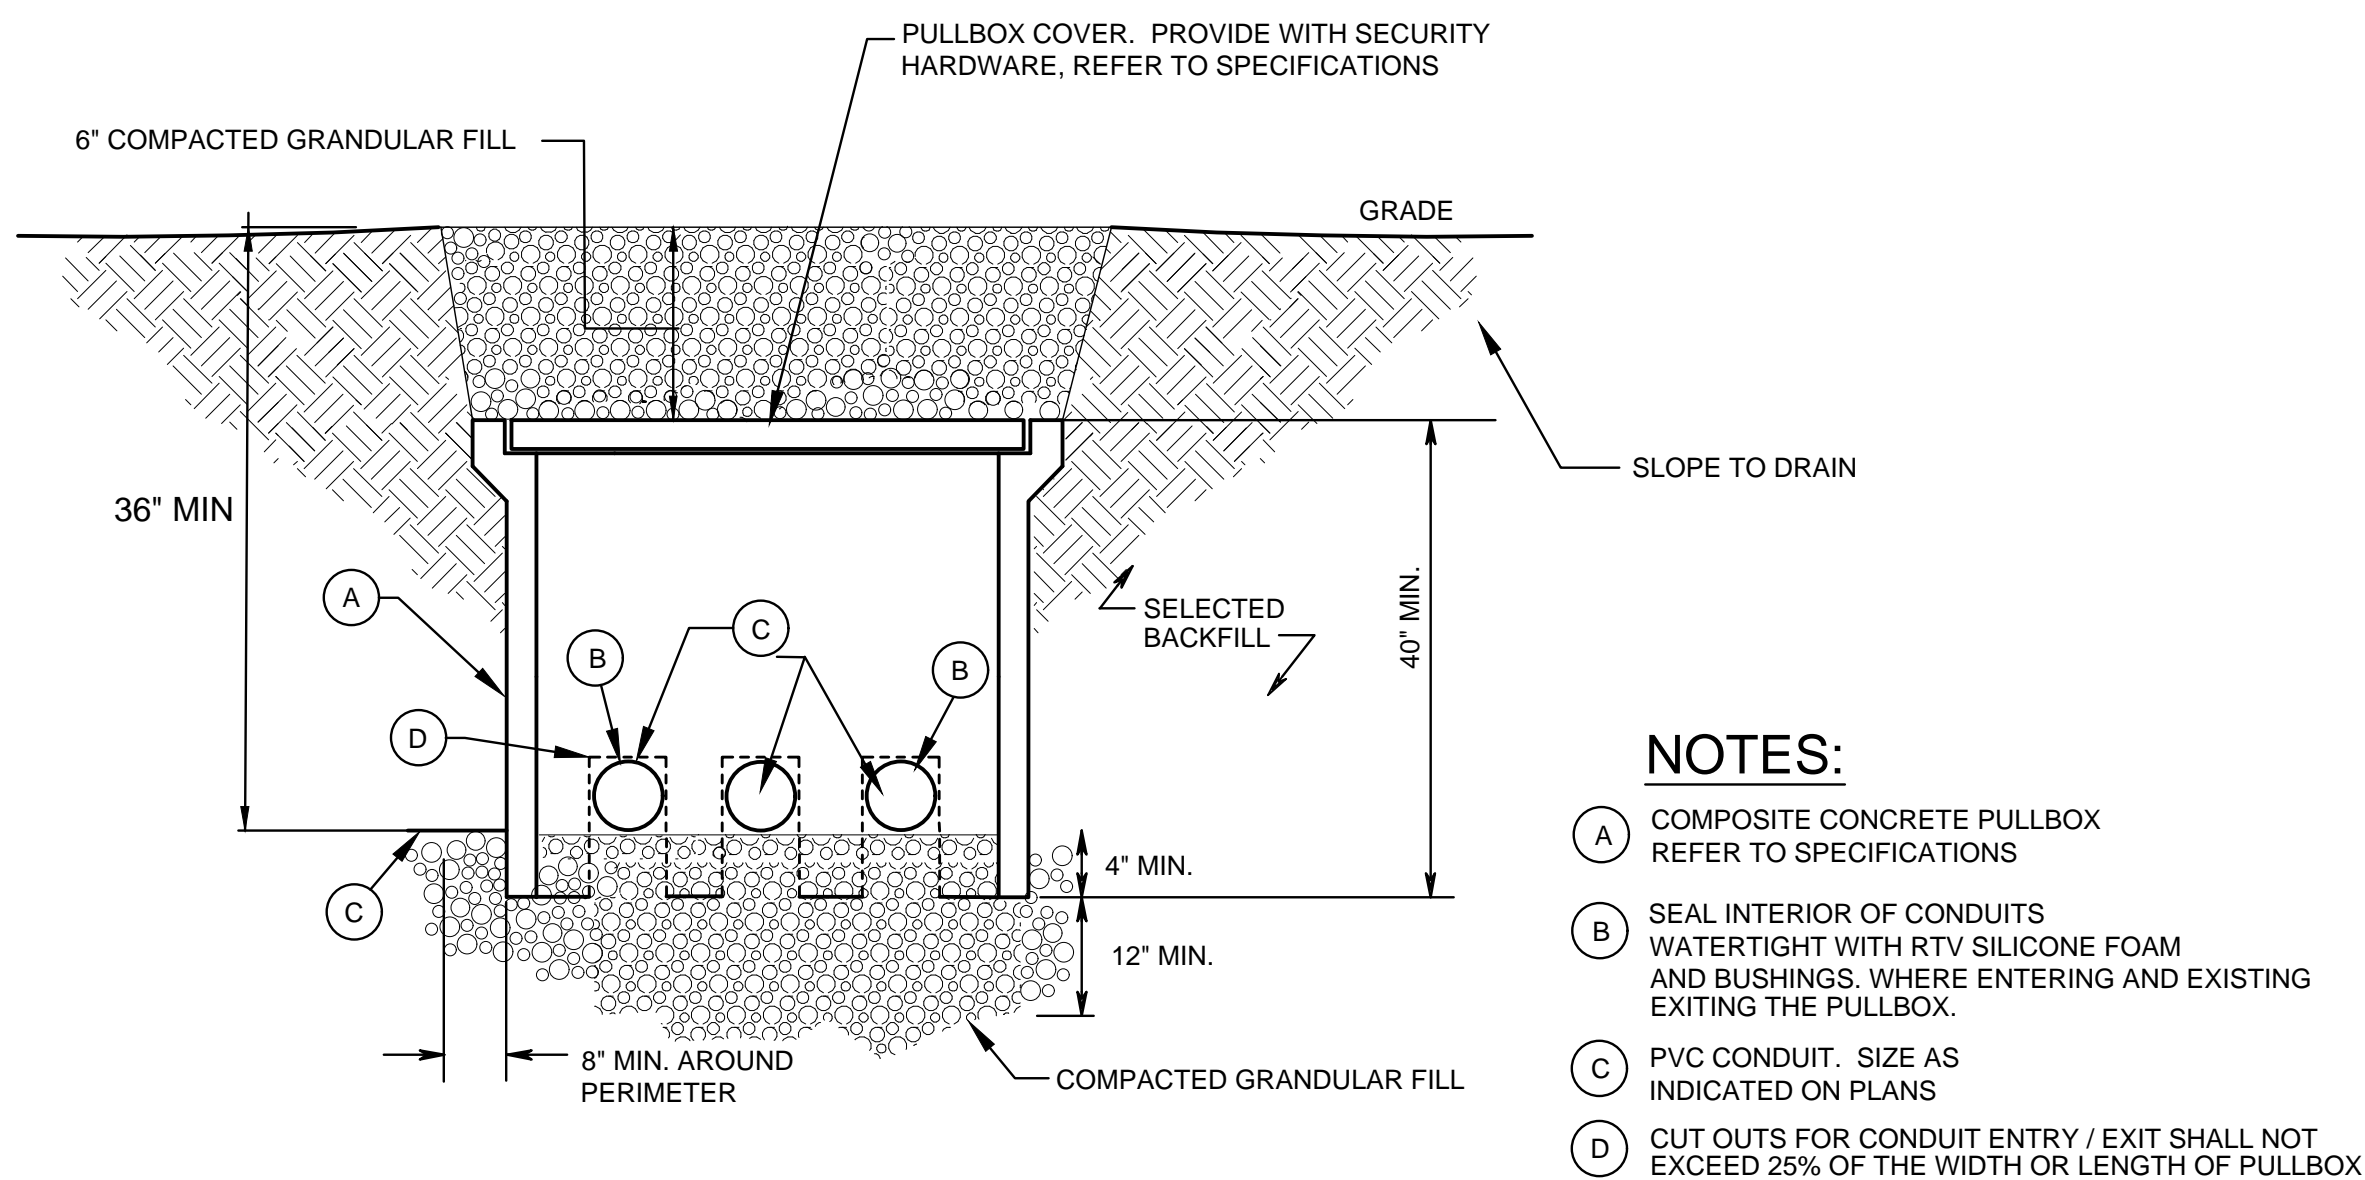 PULLBOX COVER.  PROVIDE WITH SECURITY
HARDWARE, REFER TO SPECIFICATIONS
6" COMPACTED GRANDULAR FILL
GRADE
SLOPE TO DRAIN
36" MIN
A
SELECTED
BACKFILL
40" MIN.
C
B
B
D
4" MIN.
C
12" MIN.
8" MIN. AROUND
PERIMETER
COMPACTED GRANDULAR FILL
NOTES:
A COMPOSITE CONCRETE PULLBOX
REFER TO SPECIFICATIONS
B SEAL INTERIOR OF CONDUITS
WATERTIGHT WITH RTV SILICONE FOAM
AND BUSHINGS. WHERE ENTERING AND EXISTING
EXITING THE PULLBOX.
C PVC CONDUIT.  SIZE AS
INDICATED ON PLANS
D CUT OUTS FOR CONDUIT ENTRY / EXIT SHALL NOT
EXCEED 25% OF THE WIDTH OR LENGTH OF PULLBOX